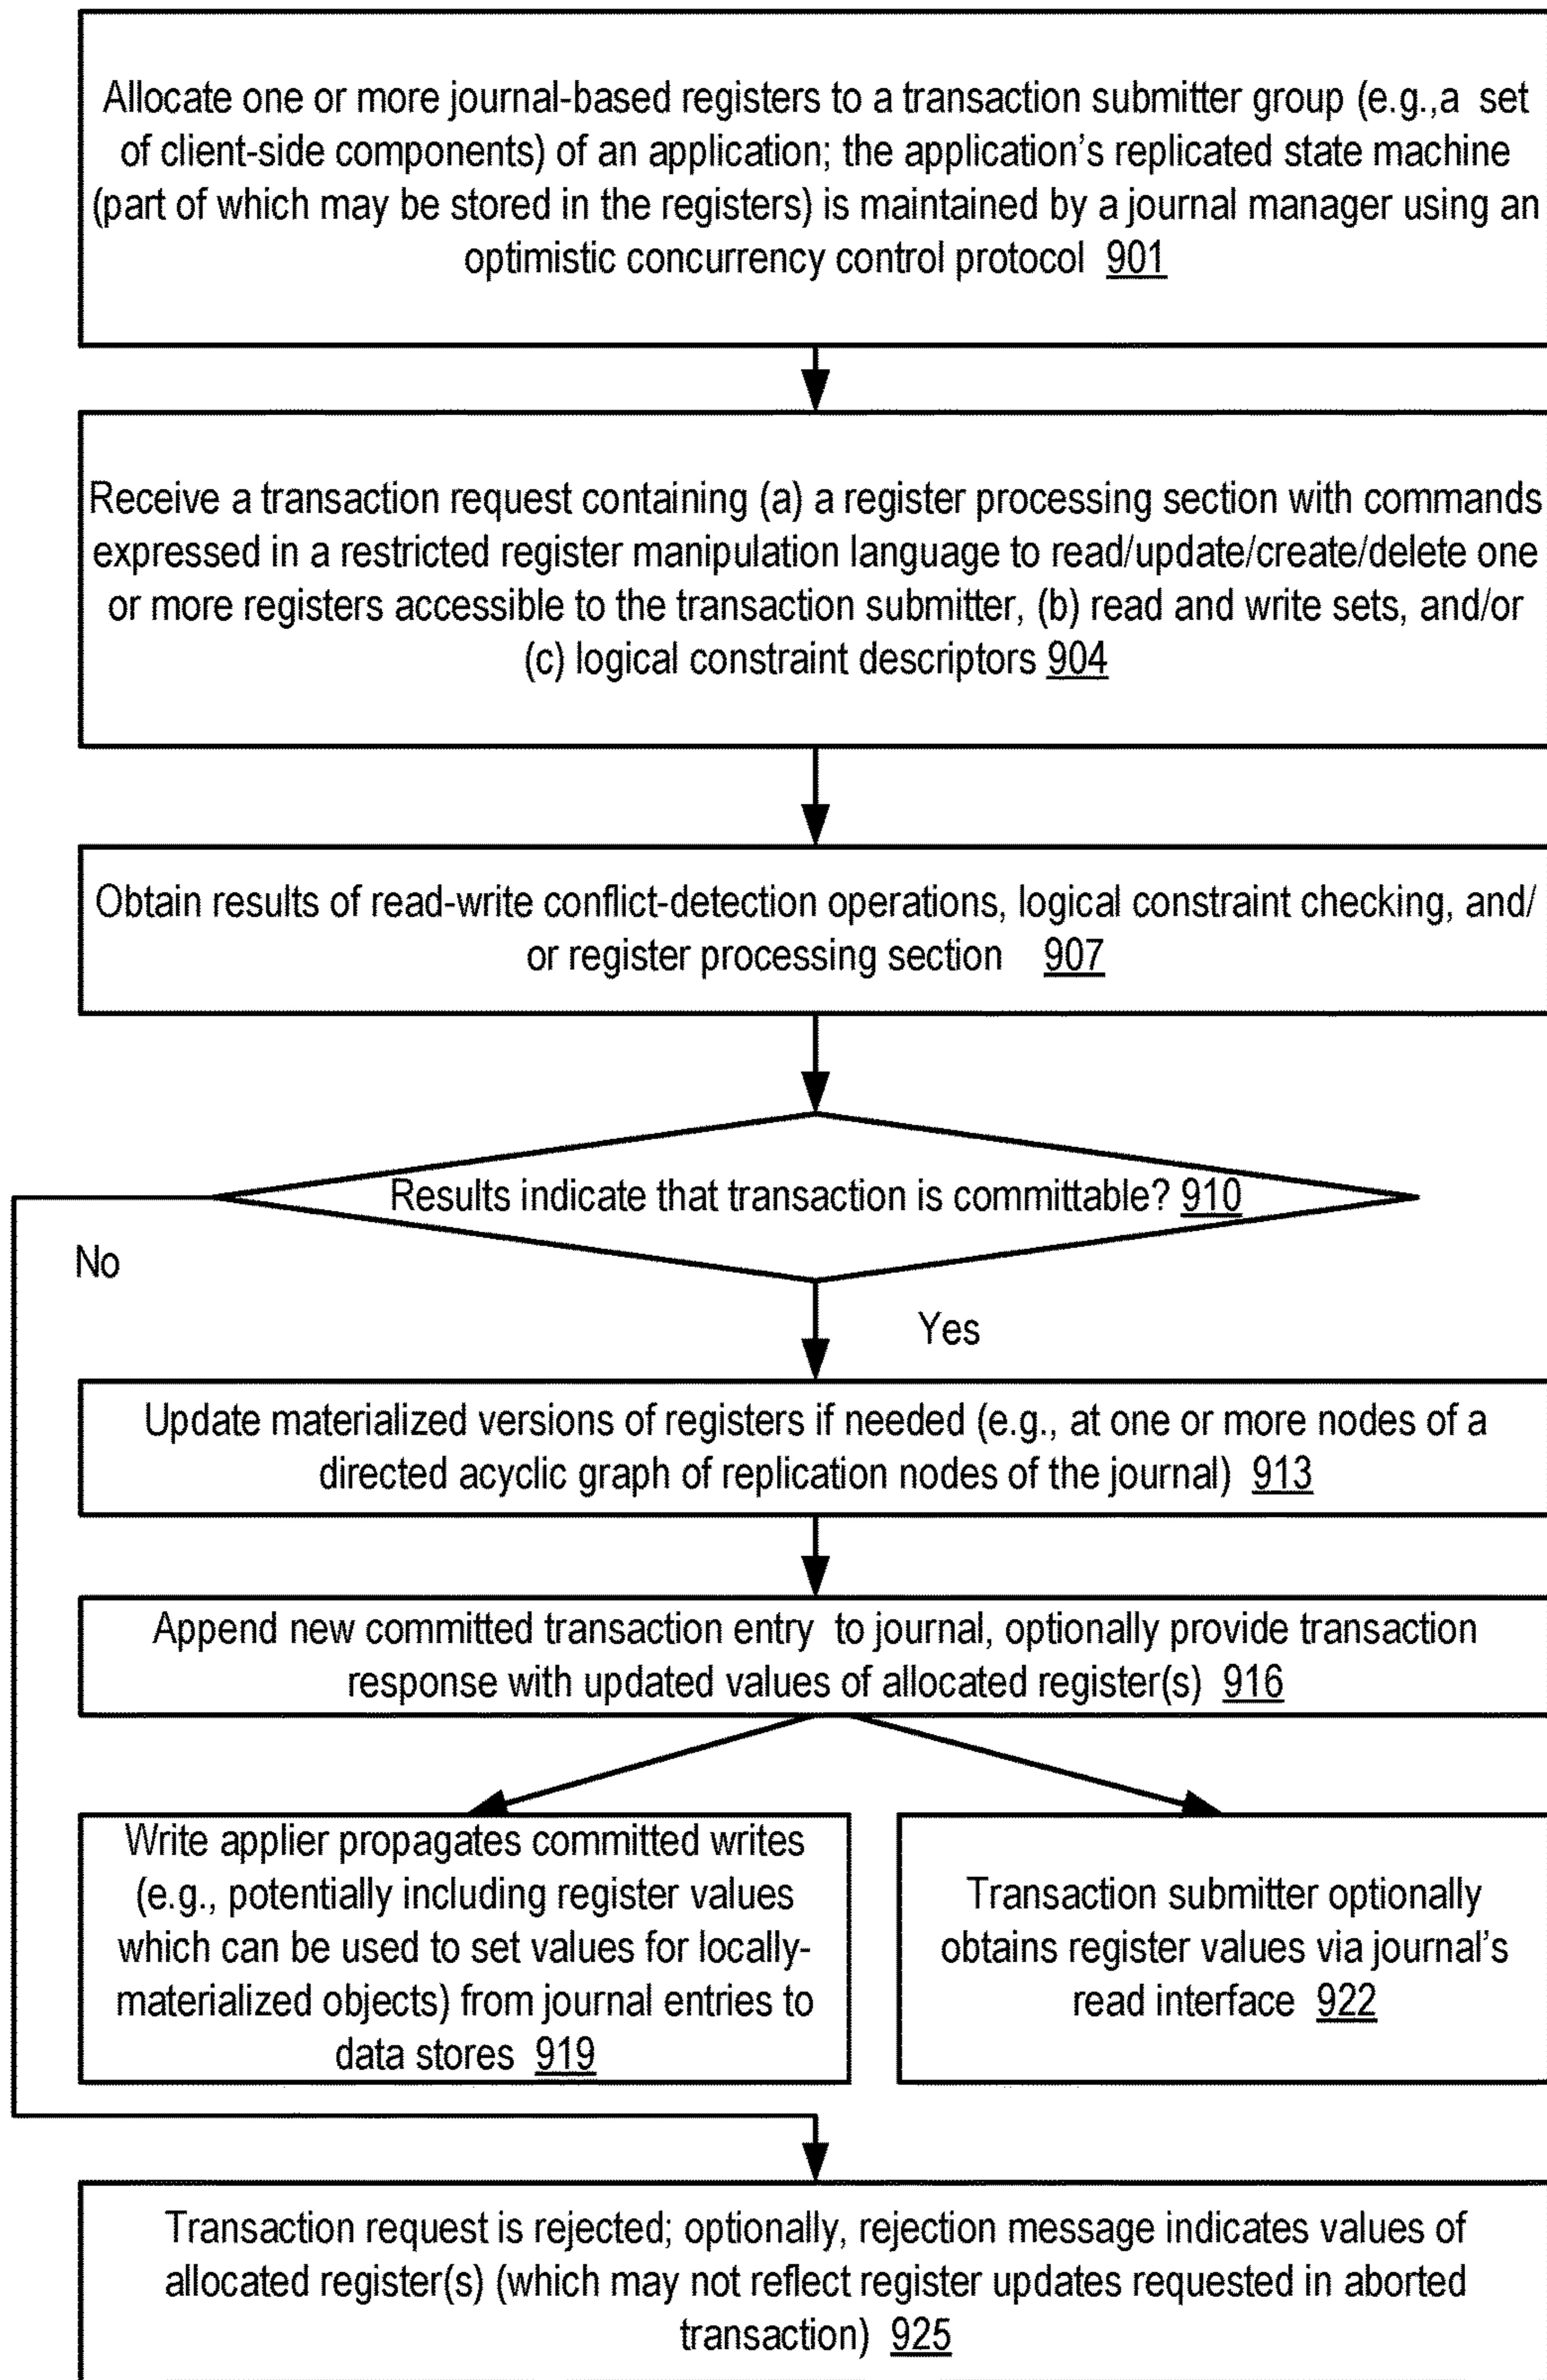 Allocate one or more journal-based registers to a transaction submitter group (e.g.,a set
of client-side components) of an application; the application's replicated state machine
(part of which may be stored in the registers) is maintained by a journal manager using an
optimistic concurrency control protocol 901
Receive a transaction request containing (a) a register processing section with commands
expressed in a restricted register manipulation language to read/update/create/delete one
or more registers accessible to the transaction submitter, (b) read and write sets, and/or
(c) logical constraint descriptors 904
Obtain results of read-write conflict-detection operations, logical constraint checking, and/
or register processing section 907
Results indicate that transaction is committable? 910
No
Yes
Update materialized versions of registers if needed (e.g., at one or more nodes of a
directed acyclic graph of replication nodes of the journal) 913
Append new committed transaction entry to journal, optionally provide transaction
response with updated values of allocated register(s) 916
Write applier propagates committed writes
(e.g., potentially including register values
which can be used to set values for locally-
materialized objects) from journal entries to
data stores 919
Transaction submitter optionally
obtains register values via journal's
read interface 922
Transaction request is rejected; optionally, rejection message indicates values of
allocated register(s) (which may not reflect register updates requested in aborted
transaction) 925